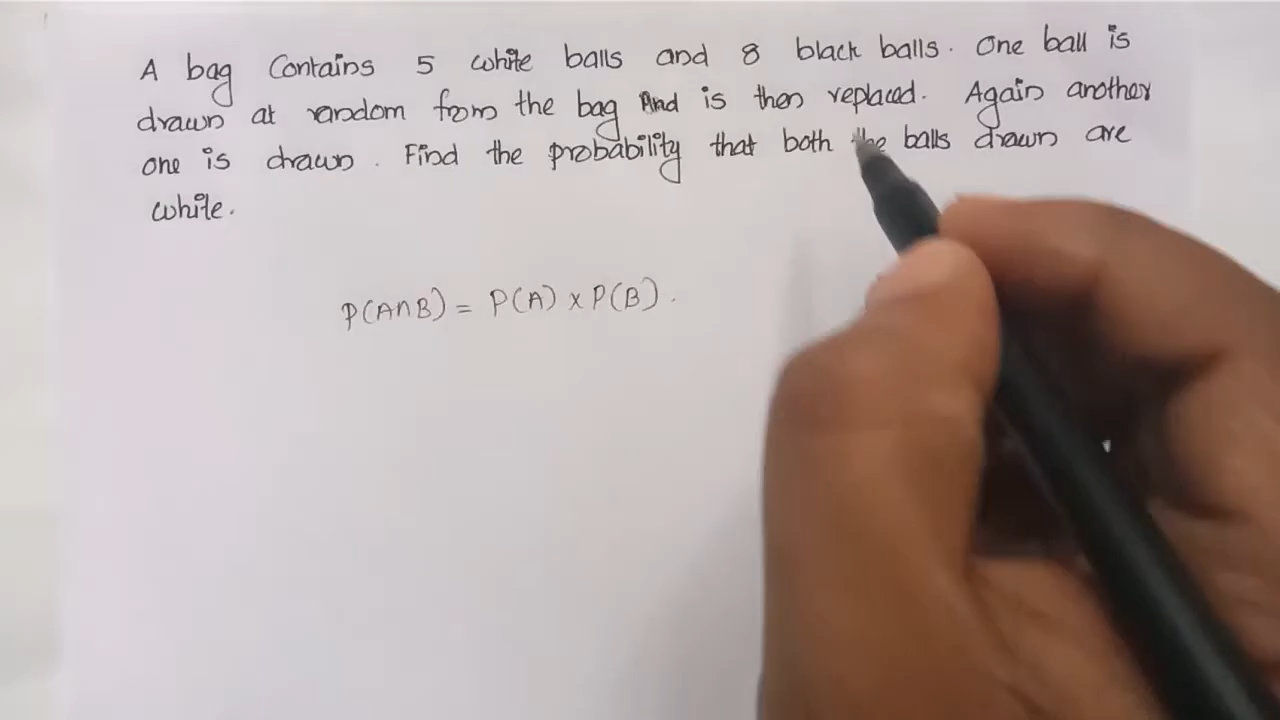 A bag Contains 5 white balls and 8 black balls. One ball is
drawn at random from the bag And is then replaced. Again another
one is drawn. Find the probability that both the balls drawn are
white.
P(A∩B) = P(A) x P(B).